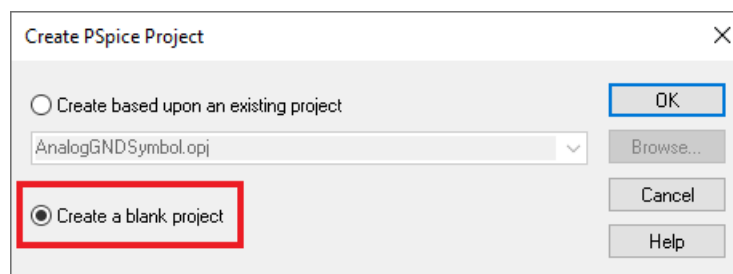 Create PSpice Project
Create based upon an existing project
OK
AnalogGNDSymbol.opj
Browse...
Create a blank project
Cancel
Help